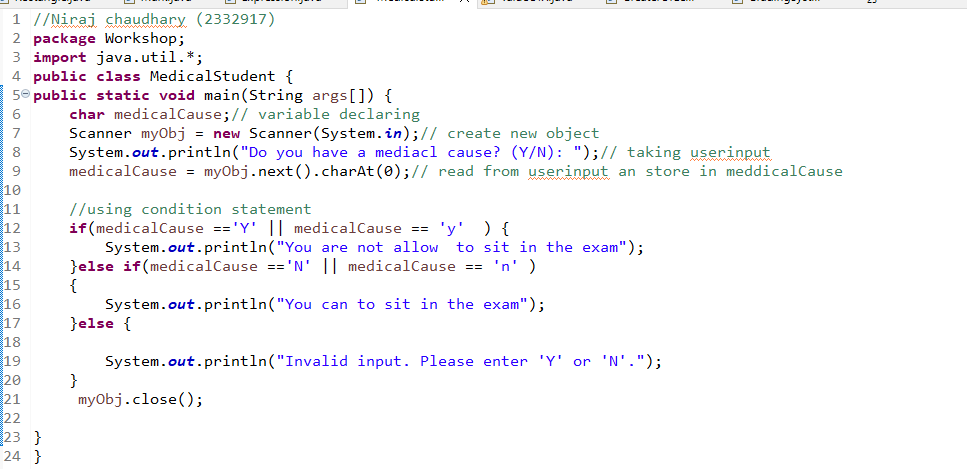 1 //Niraj chaudhary (2332917)
2 package Workshop;
3 import java.util.*;
4 public class MedicalStudent {
5 public static void main(String args[]) {
6 char medicalCause;// variable declaring
7 Scanner myObj = new Scanner(System.in);// create new object
8 System.out.println("Do you have a mediacl cause? (Y/N): ");// taking userinput
9 medicalCause = myObj.next().charAt(0);// read from userinput an store in meddicalCause
10
11 //using condition statement
12 if(medicalCause =='Y' || medicalCause == 'y'  ) {
13 System.out.println("You are not allow  to sit in the exam");
14 }else if(medicalCause =='N' || medicalCause == 'n' )
15 {
16 System.out.println("You can to sit in the exam");
17 }else {
18
19 System.out.println("Invalid input. Please enter 'Y' or 'N'.");
20 }
21 myObj.close();
22
23 }
24 }